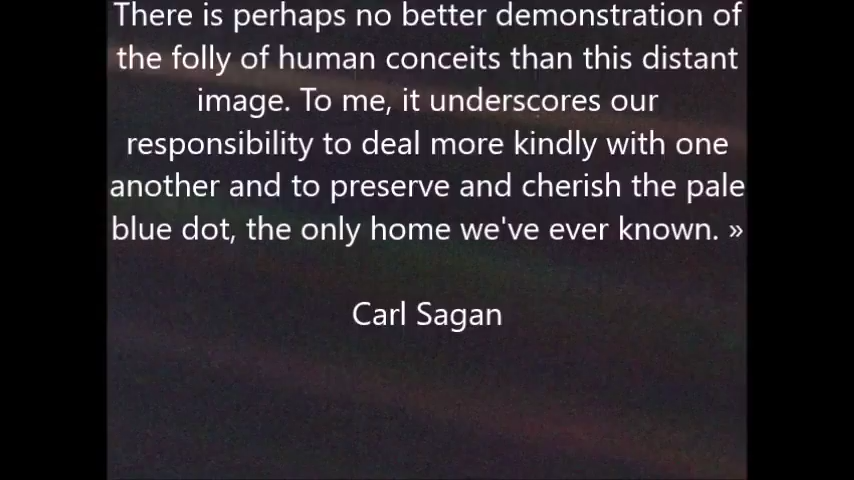 There is perhaps no better demonstration of
the folly of human conceits than this distant
image. To me, it underscores our
responsibility to deal more kindly with one
another and to preserve and cherish the pale
blue dot, the only home we've ever known. »
Carl Sagan